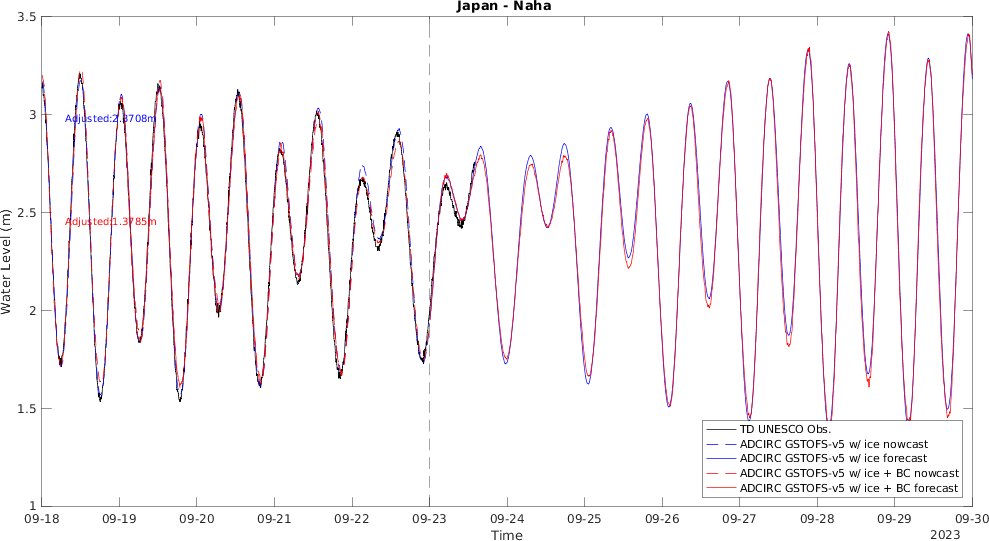 Japan - Naha
3.5
3
2.5
2
1.5
1
Water Level (m)
Adjusted:2.3708m
Adjusted:1.3785m
TD UNESCO Obs.
ADCIRC GSTOFS-v5 w/ ice nowcast
ADCIRC GSTOFS-v5 w/ ice forecast
ADCIRC GSTOFS-v5 w/ ice + BC nowcast
ADCIRC GSTOFS-v5 w/ ice + BC forecast
09-18 09-19 09-20 09-21 09-22 09-23 09-24 09-25 09-26 09-27 09-28 09-29 09-30
Time
2023